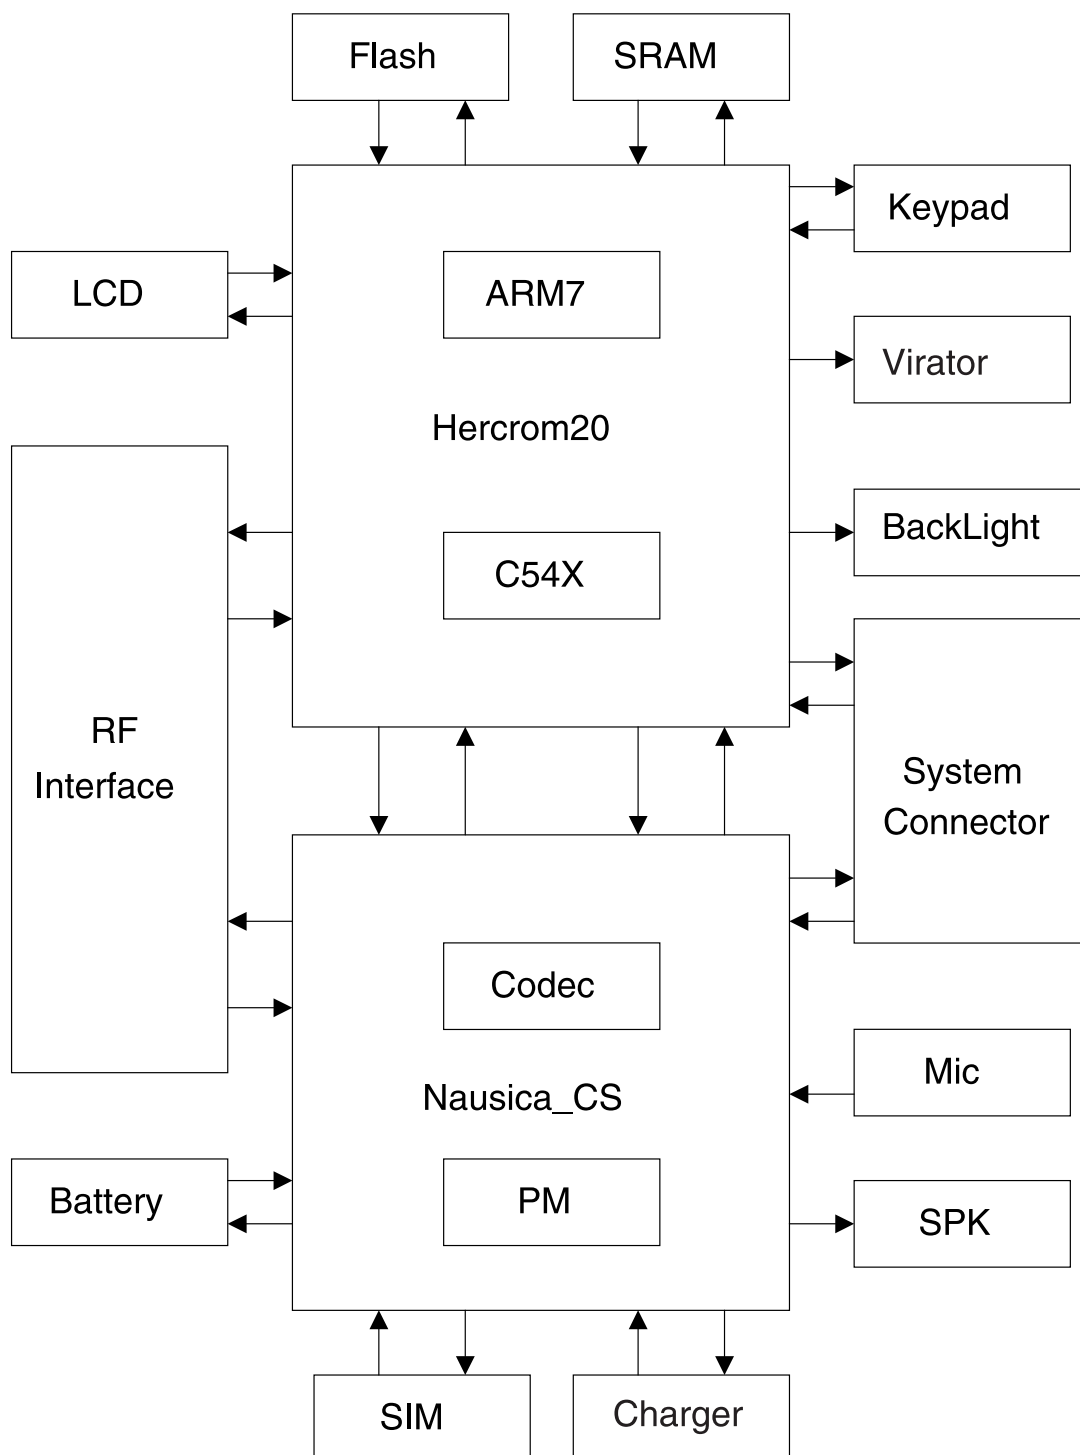 Flash
SRAM
Keypad
LCD
ARM7
Virator
Hercrom20
BackLight
C54X
RF
Interface
System
Connector
Codec
Mic
Nausica_CS
Battery
PM
SPK
SIM
Charger